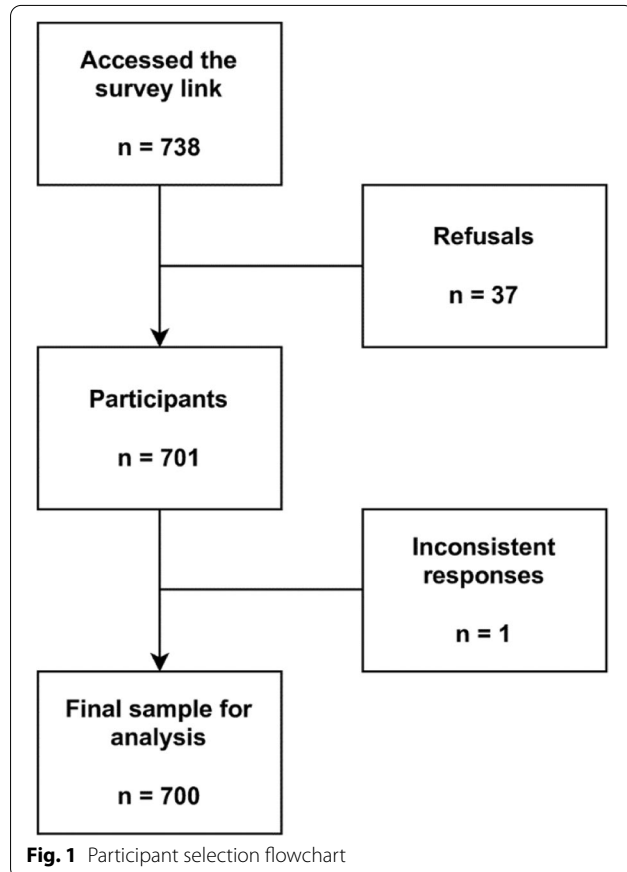 Accessed the
survey link
n = 738
Refusals
n = 37
Participants
n = 701
Inconsistent
responses
n = 1
Final sample for
analysis
n = 700
Fig. 1 Participant selection flowchart